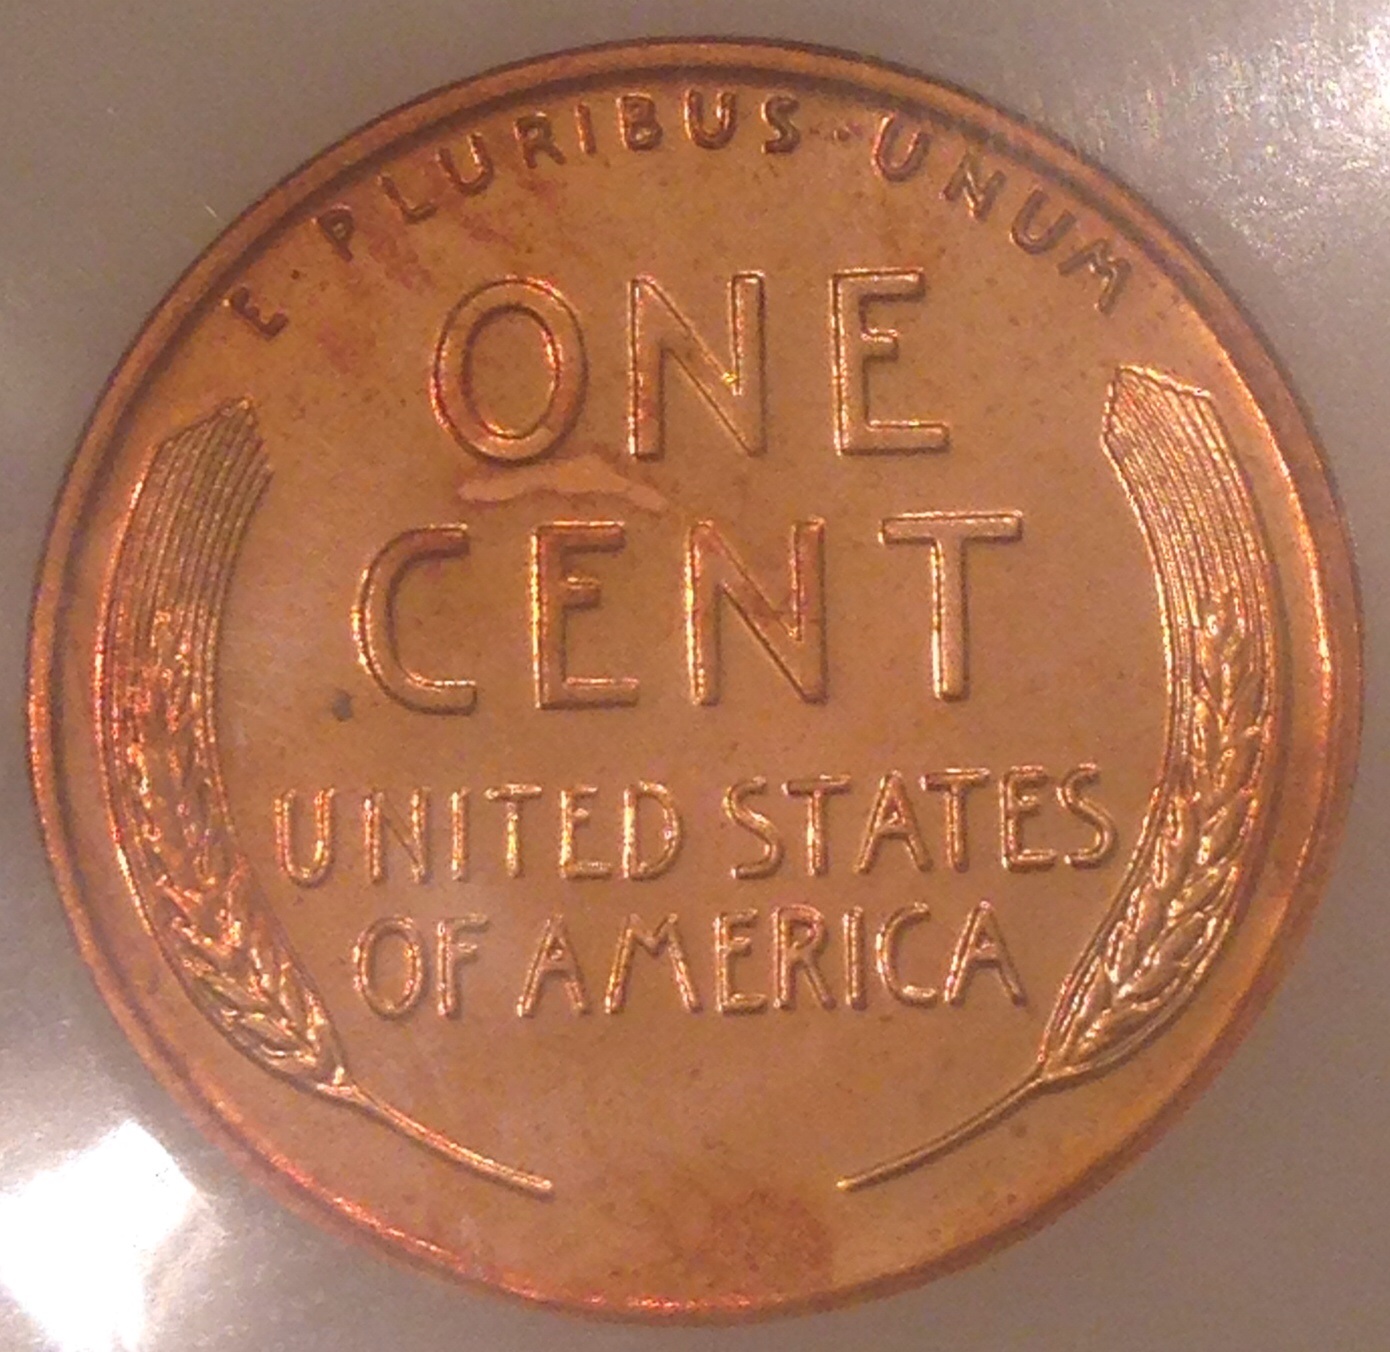 E · PLURIBUS · UNUM
ONE
CENT
UNITED STATES
OF AMERICA